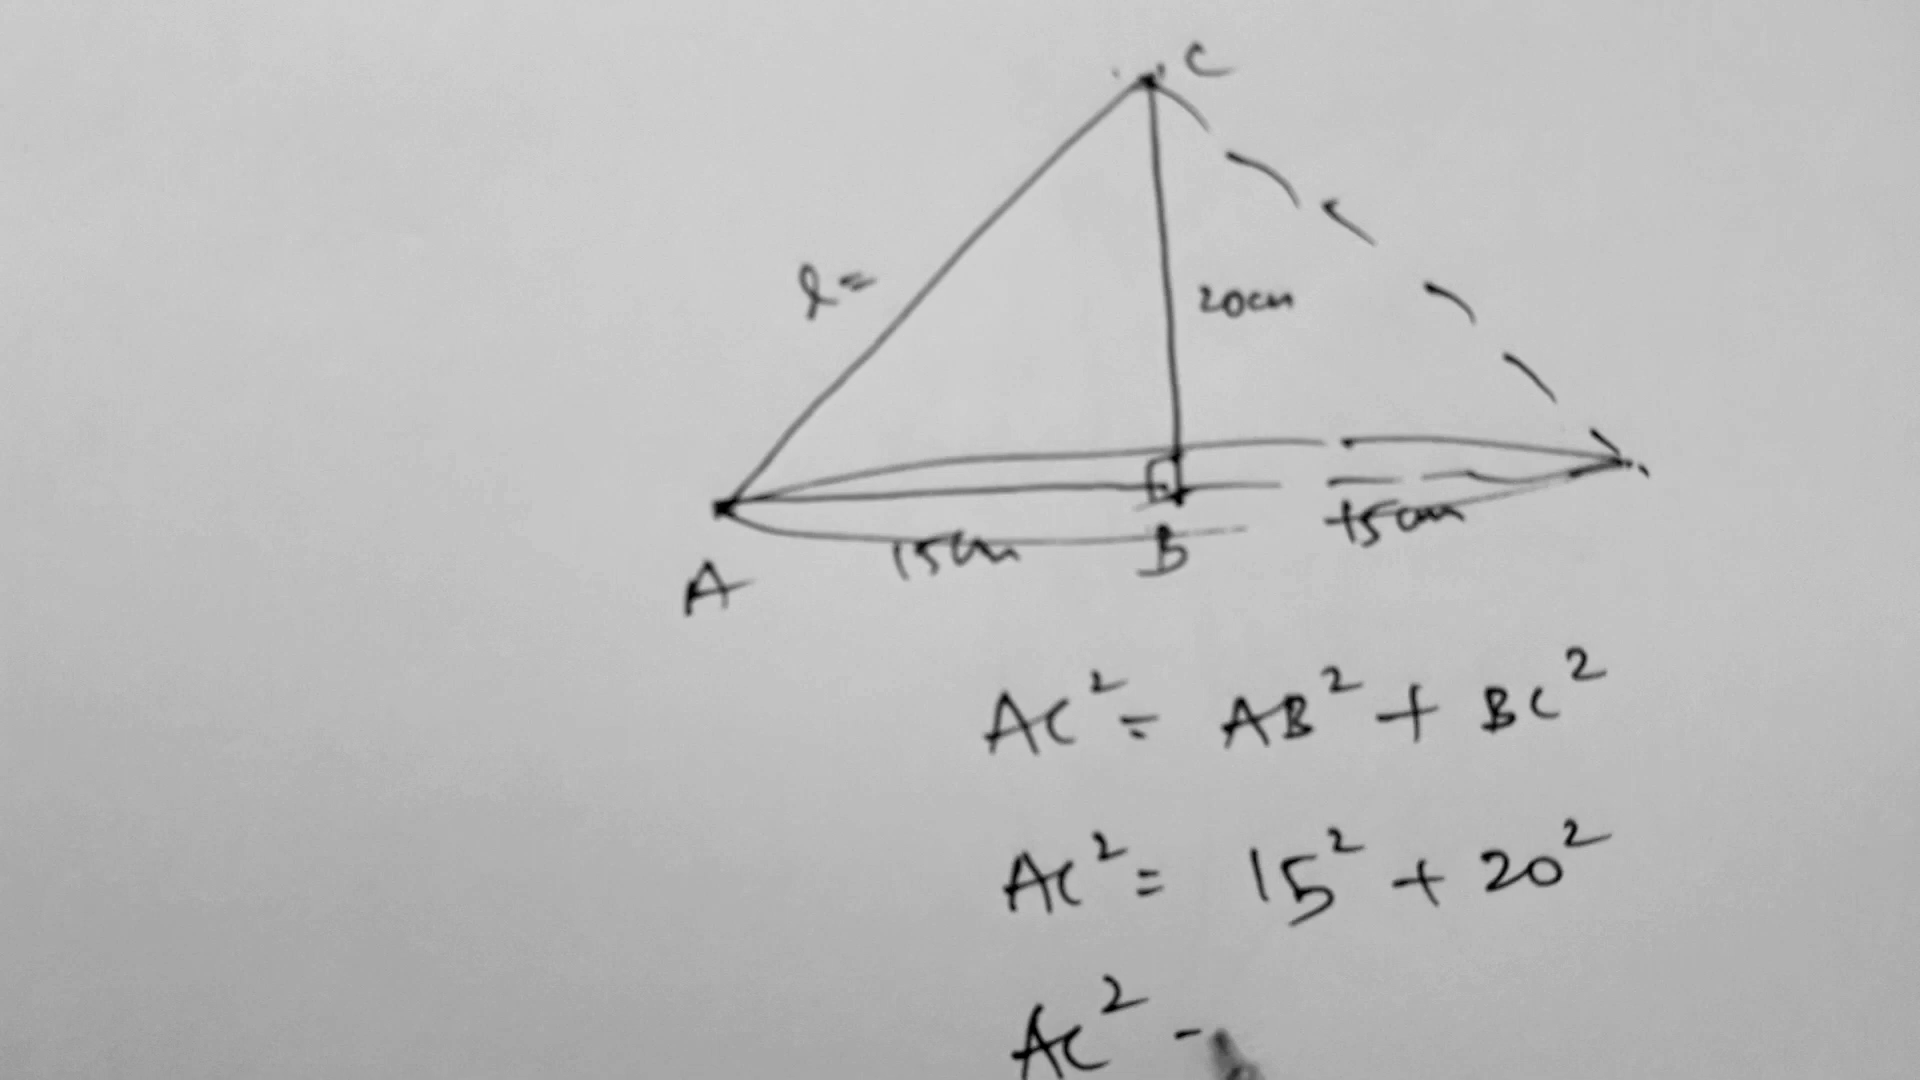 C
l=
20cm
15cm
15cm
B
A
AC² = AB² + BC²
AC² = 15² + 20²
AC² -